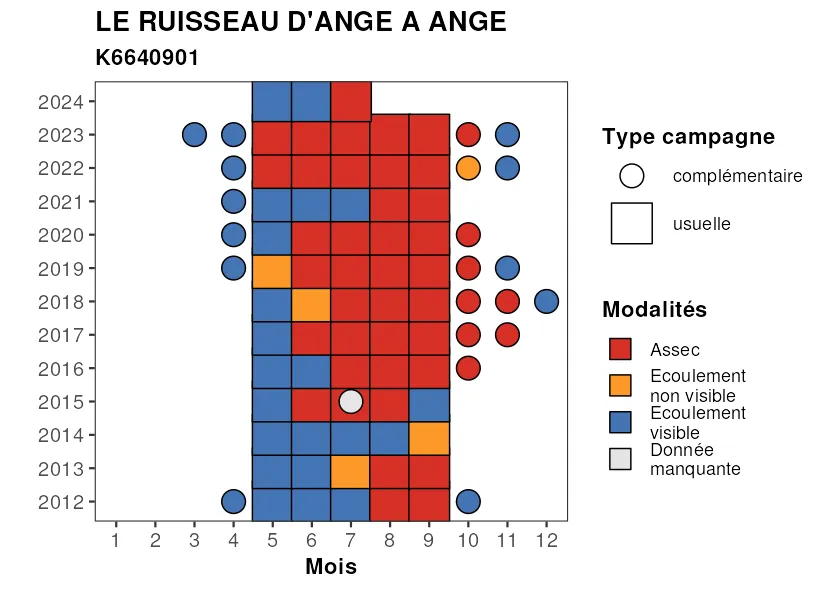 LE RUISSEAU D'ANGE A ANGE
K6640901
2024
2023
2022
2021
2020
2019
2018
2017
2016
2015
2014
2013
2012
1 2 3 4 5 6 7 8 9 10 11 12
Mois
Type campagne
complémentaire
usuelle
Modalités
Assec
Ecoulement
non visible
Ecoulement
visible
Donnée
manquante